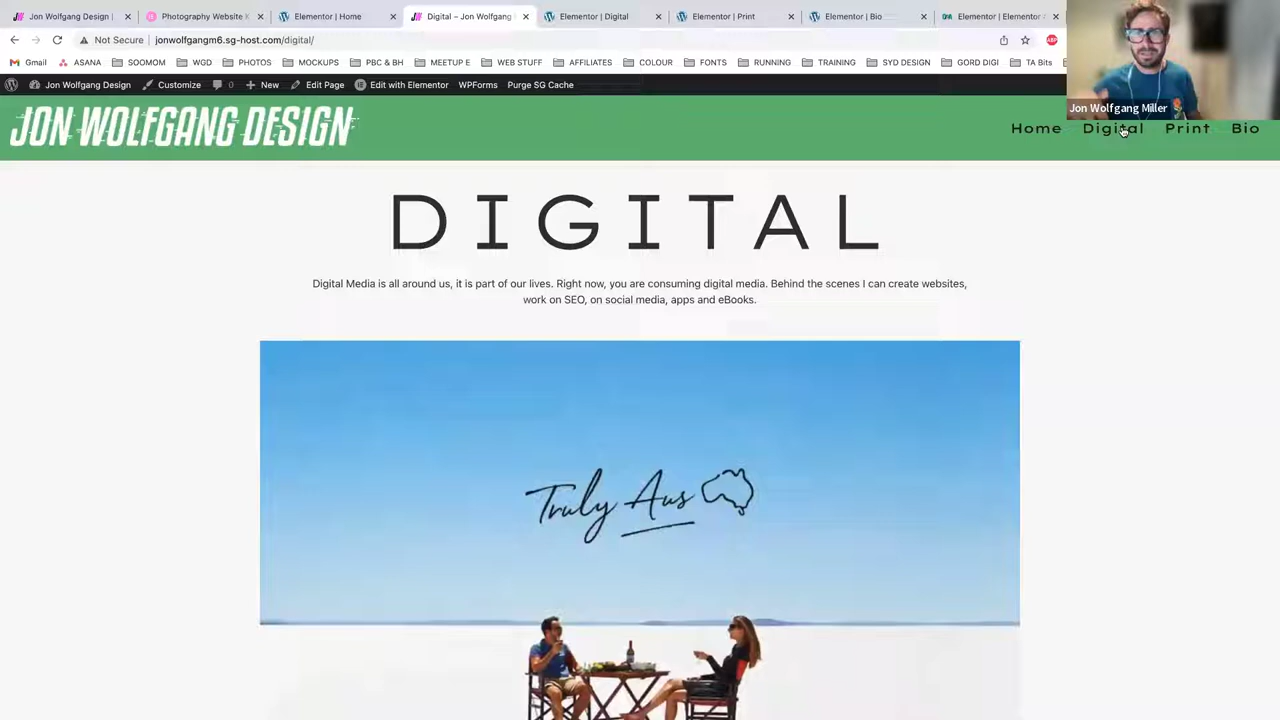 Jon Wolfgang Design |
Photography Website K
Elementor | Home
Digital – Jon Wolfgang
Elementor | Digital
Elementor | Print
Elementor | Bio
Elementor | Elementor
Not Secure | jonwolfgangm6.sg-host.com/digital/
ABP
Gmail
ASANA
SOOMOM
WGD
PHOTOS
MOCKUPS
PBC & BH
MEETUP E
WEB STUFF
AFFILIATES
COLOUR
FONTS
RUNNING
TRAINING
SYD DESIGN
GORD DIGI
TA Bits
Jon Wolfgang Design
Customize
0
New
Edit Page
Edit with Elementor
WPForms
Purge SG Cache
Jon Wolfgang Miller
JON WOLFGANG DESIGN
Home
Digital
Print
Bio
DIGITAL
Digital Media is all around us, it is part of our lives. Right now, you are consuming digital media. Behind the scenes I can create websites,
work on SEO, on social media, apps and eBooks.
Truly Aus